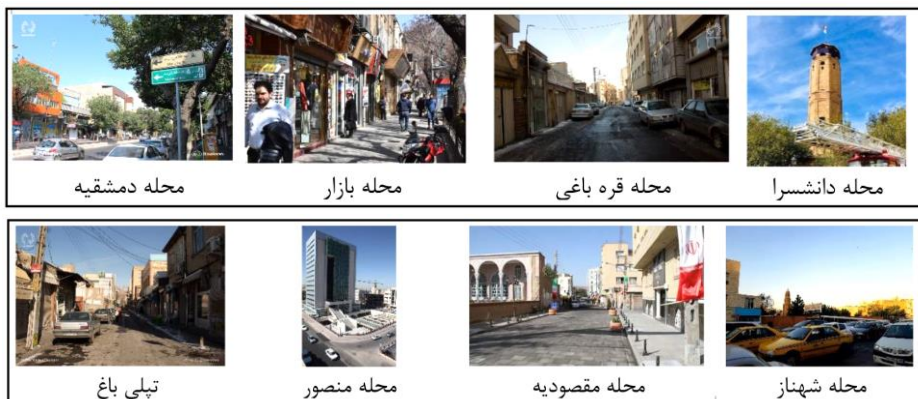 محله دانشسرا
محله قره باغی
محله بازار
محله دمشقیه
محله شهناز
محله مقصودیه
محله منصور
تپلی باغ